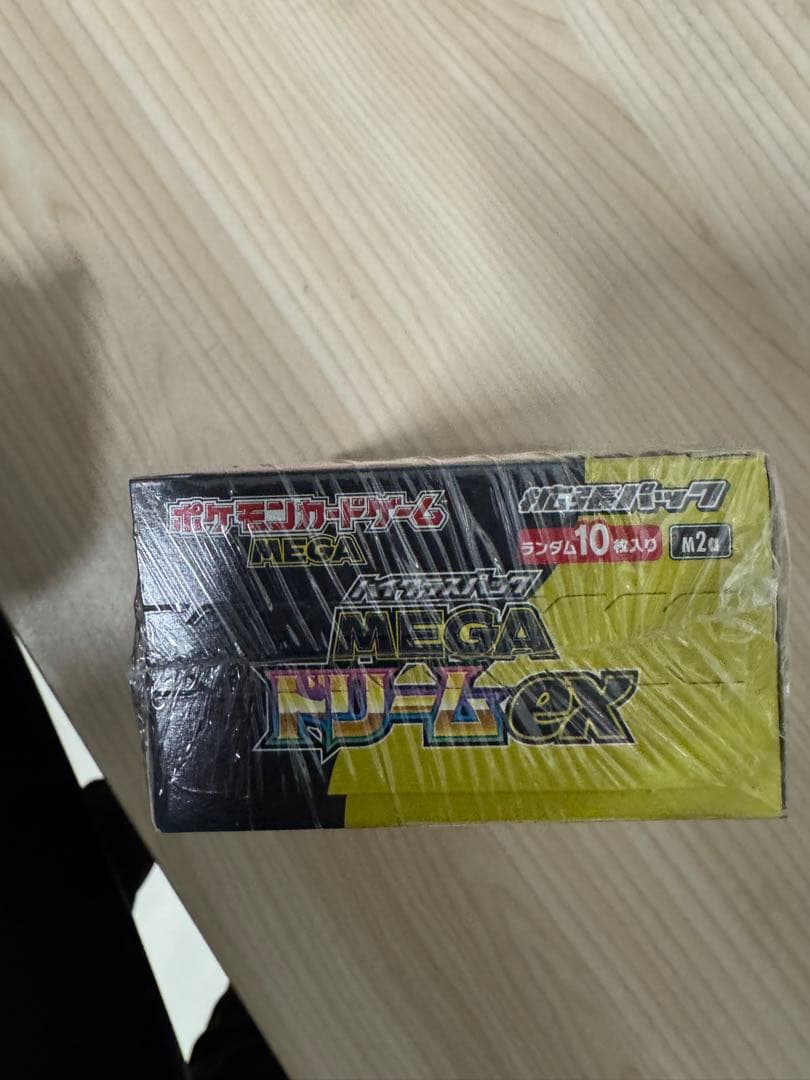 ポケモンカードゲーム
MEGA
拡張パック
ランダム10枚入り
M2a
ハイクラスパック
MEGA
ドリームex